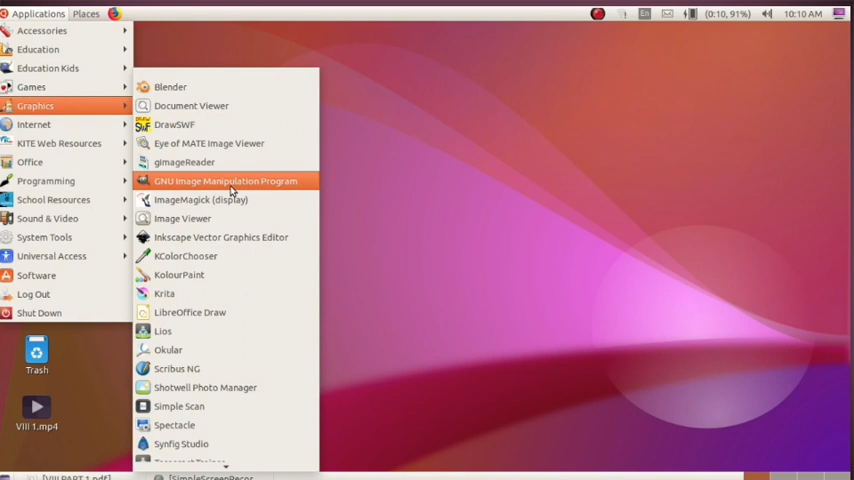 Applications Places En (0:10, 91%) 10:10 AM
Accessories
Education
Education Kids
Games
Graphics
Internet
KITE Web Resources
Office
Programming
School Resources
Sound & Video
System Tools
Universal Access
Software
Log Out
Shut Down
Blender
Document Viewer
DrawSWF
Eye of MATE Image Viewer
gImageReader
GNU Image Manipulation Program
ImageMagick (display)
Image Viewer
Inkscape Vector Graphics Editor
KColorChooser
KolourPaint
Krita
LibreOffice Draw
Lios
Okular
Scribus NG
Shotwell Photo Manager
Simple Scan
Spectacle
Synfig Studio
Trash
VIII 1.mp4